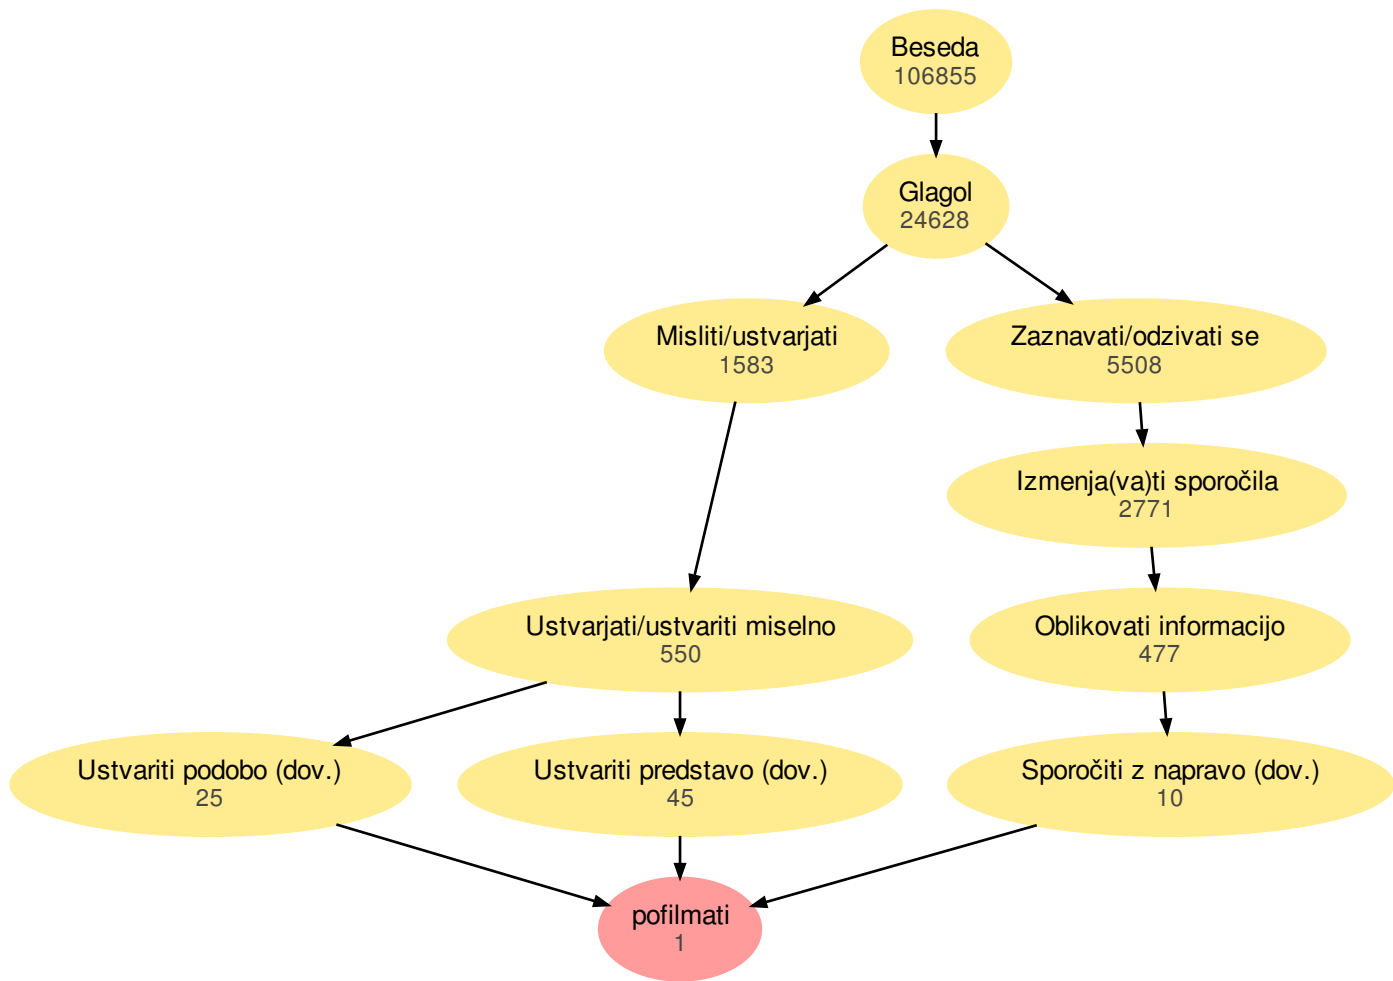 Beseda
106855
Glagol
24628
Misliti/ustvarjati
1583
Zaznavati/odzivati se
5508
Izmenja(va)ti sporočila
2771
Ustvarjati/ustvariti miselno
550
Oblikovati informacijo
477
Ustvariti podobo (dov.)
25
Ustvariti predstavo (dov.)
45
Sporočiti z napravo (dov.)
10
pofilmati
1